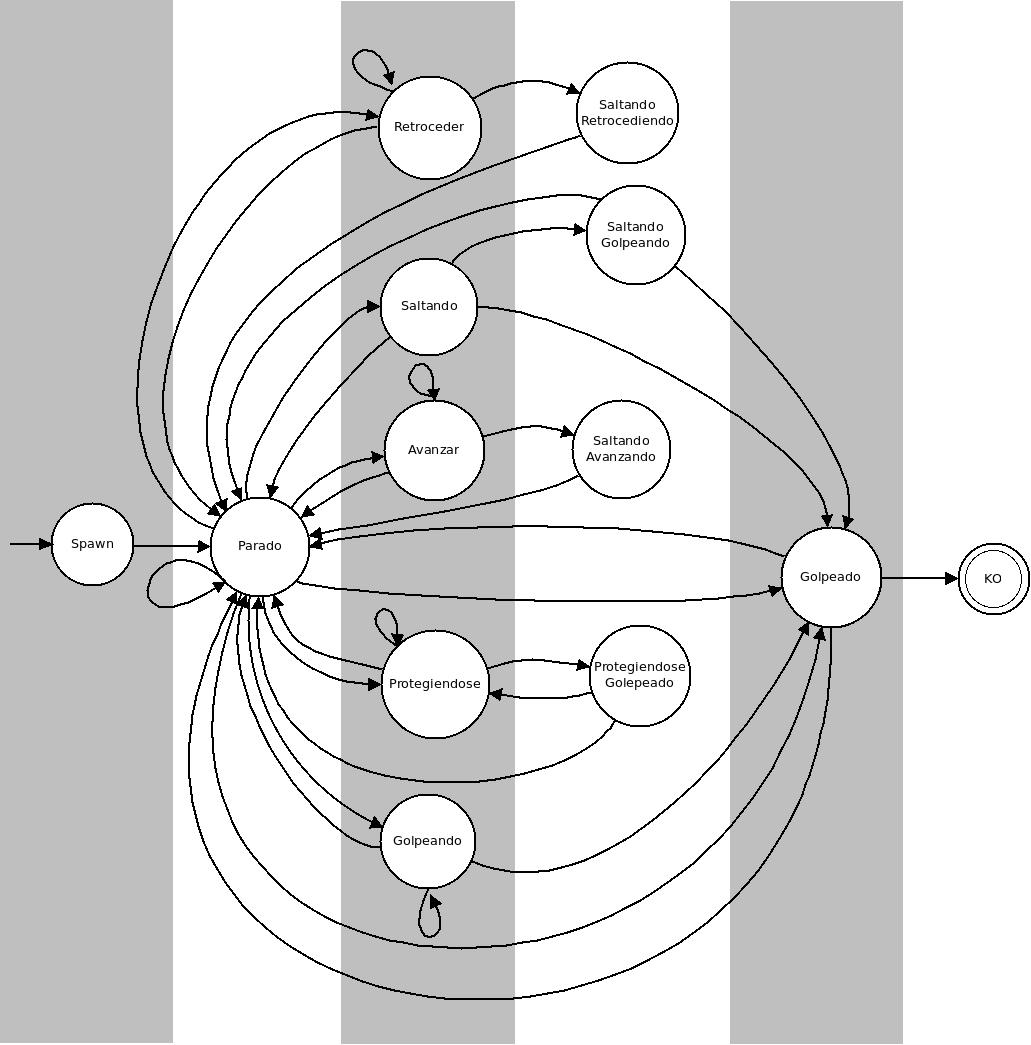 Retroceder
Saltando
Retrocediendo
Saltando
Golpeando
Saltando
Avanzar
Saltando
Avanzando
Spawn
Parado
Golpeado
KO
Protegiendose
Protegiendose
Golepeado
Golpeando